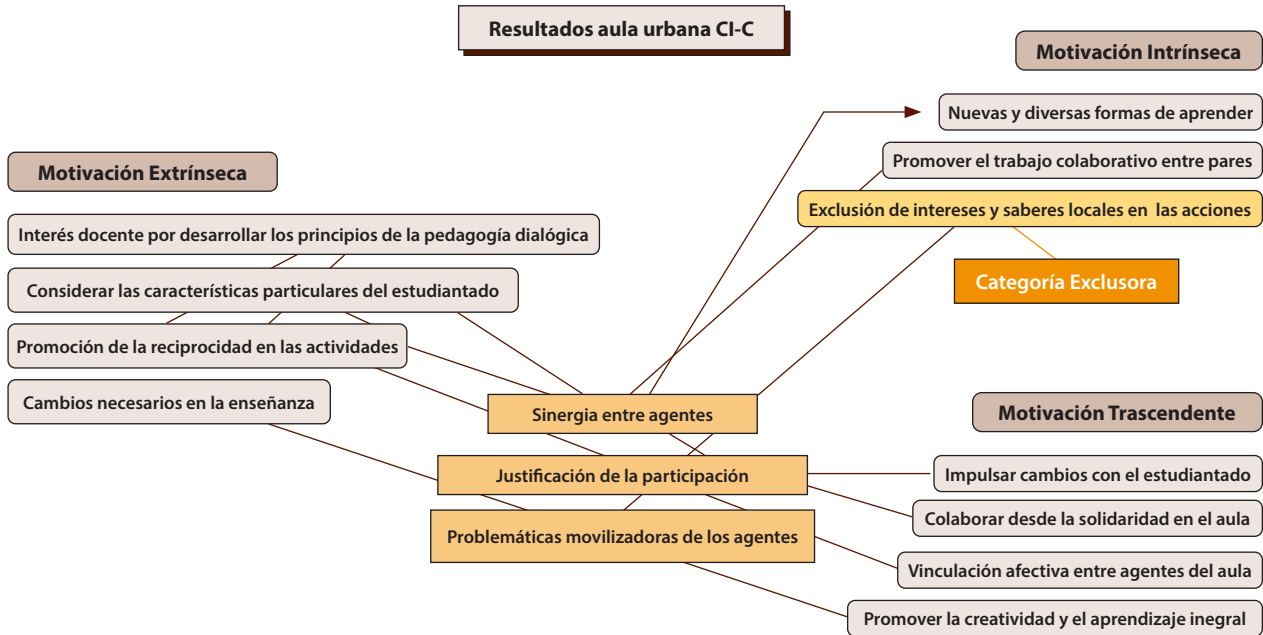 Resultados aula urbana CI-C
Motivación Intrínseca
Nuevas y diversas formas de aprender
Promover el trabajo colaborativo entre pares
Exclusión de intereses y saberes locales en las acciones
Categoría Exclusora
Motivación Extrínseca
Interés docente por desarrollar los principios de la pedagogía dialógica
Considerar las características particulares del estudiantado
Promoción de la reciprocidad en las actividades
Cambios necesarios en la enseñanza
Sinergia entre agentes
Justificación de la participación
Problemáticas movilizadoras de los agentes
Motivación Trascendente
Impulsar cambios con el estudiantado
Colaborar desde la solidaridad en el aula
Vinculación afectiva entre agentes del aula
Promover la creatividad y el aprendizaje inegral